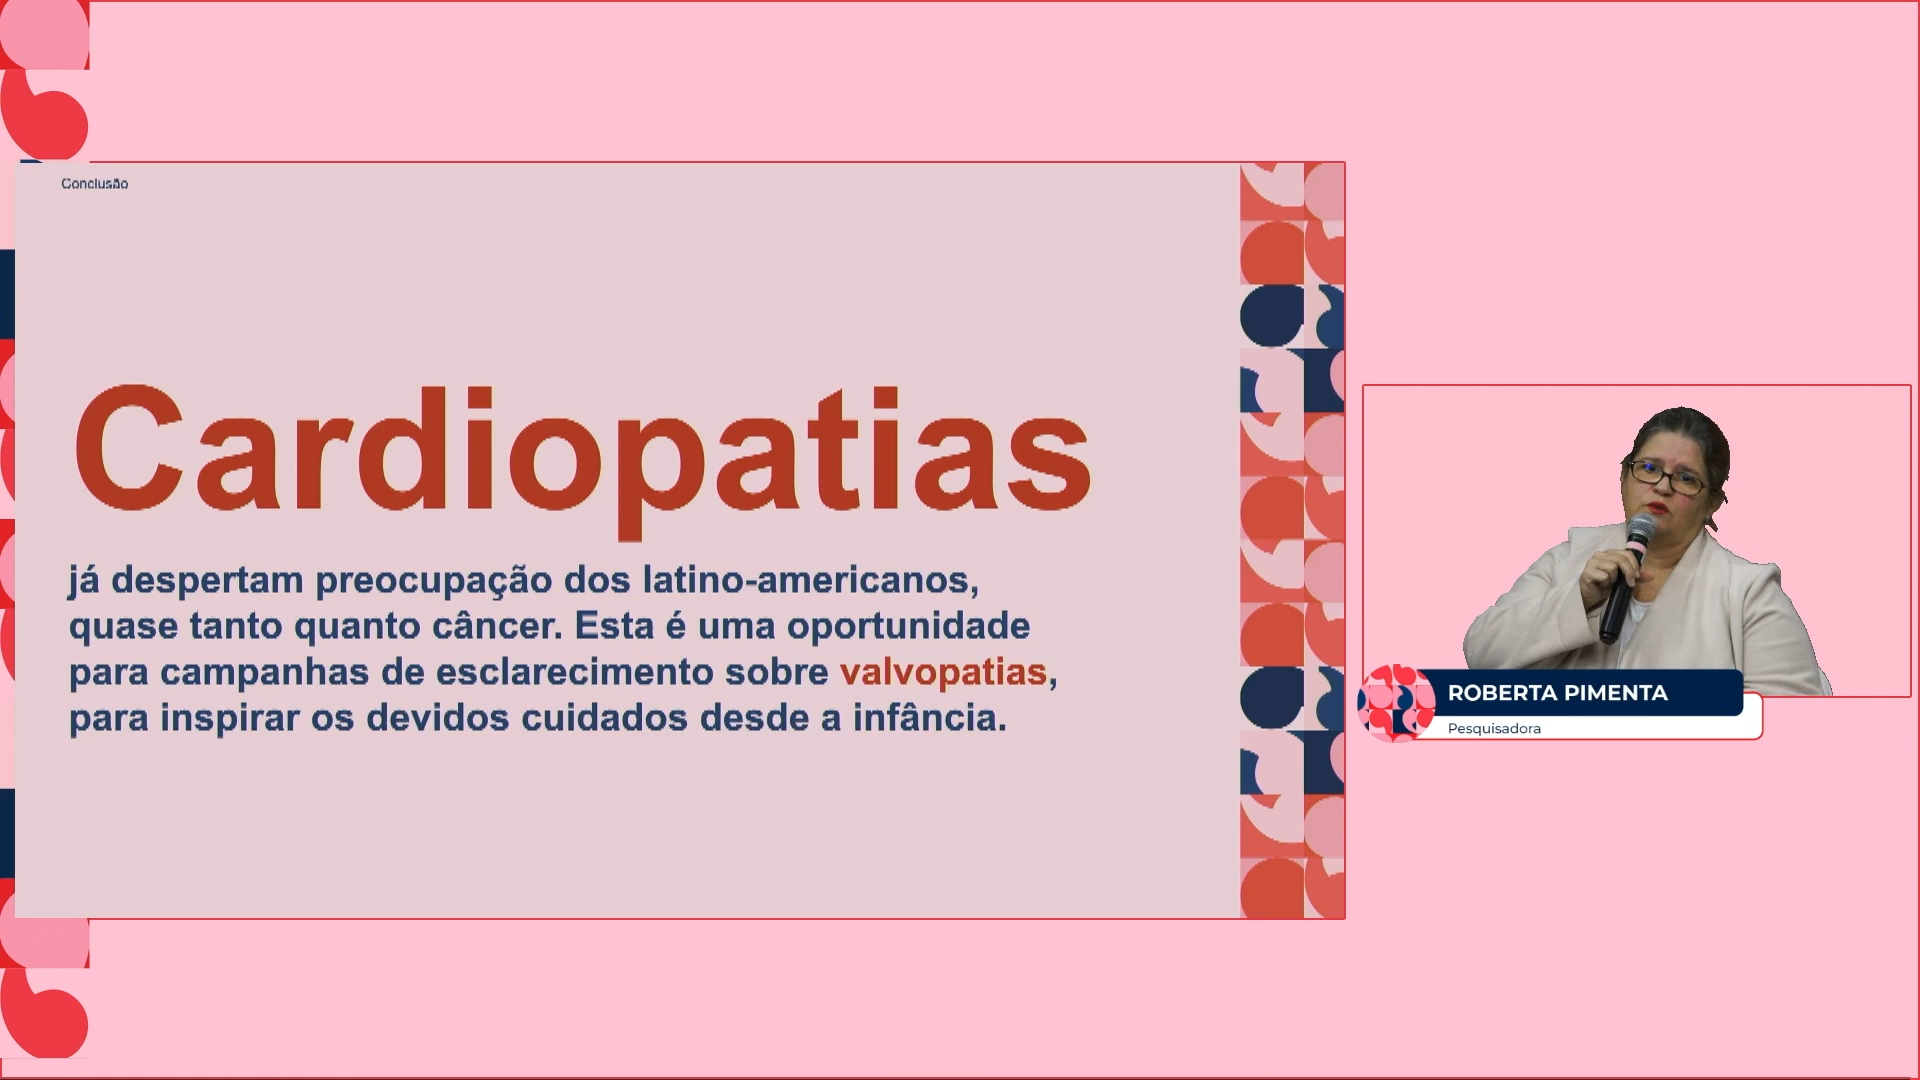 Conclusão
Cardiopatias
já despertam preocupação dos latino-americanos,
quase tanto quanto câncer. Esta é uma oportunidade
para campanhas de esclarecimento sobre valvopatias,
para inspirar os devidos cuidados desde a infância.
ROBERTA PIMENTA
Pesquisadora